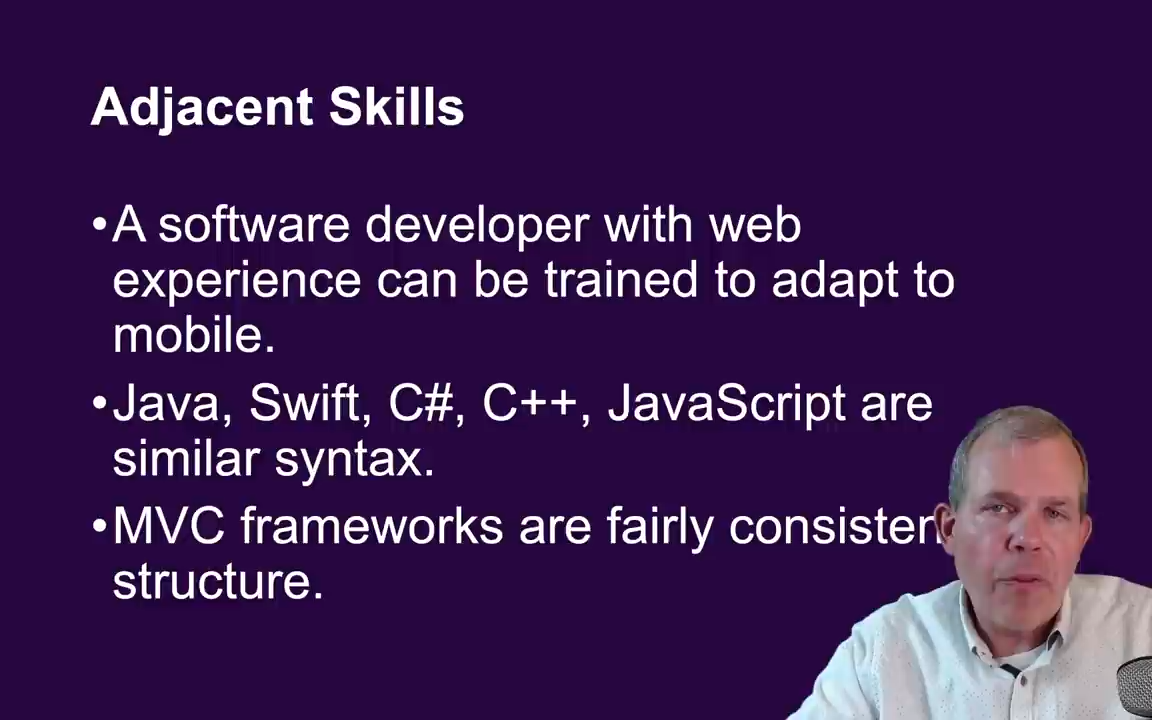 Adjacent Skills
•A software developer with web
experience can be trained to adapt to
mobile.
•Java, Swift, C#, C++, JavaScript are
similar syntax.
•MVC frameworks are fairly
structure.